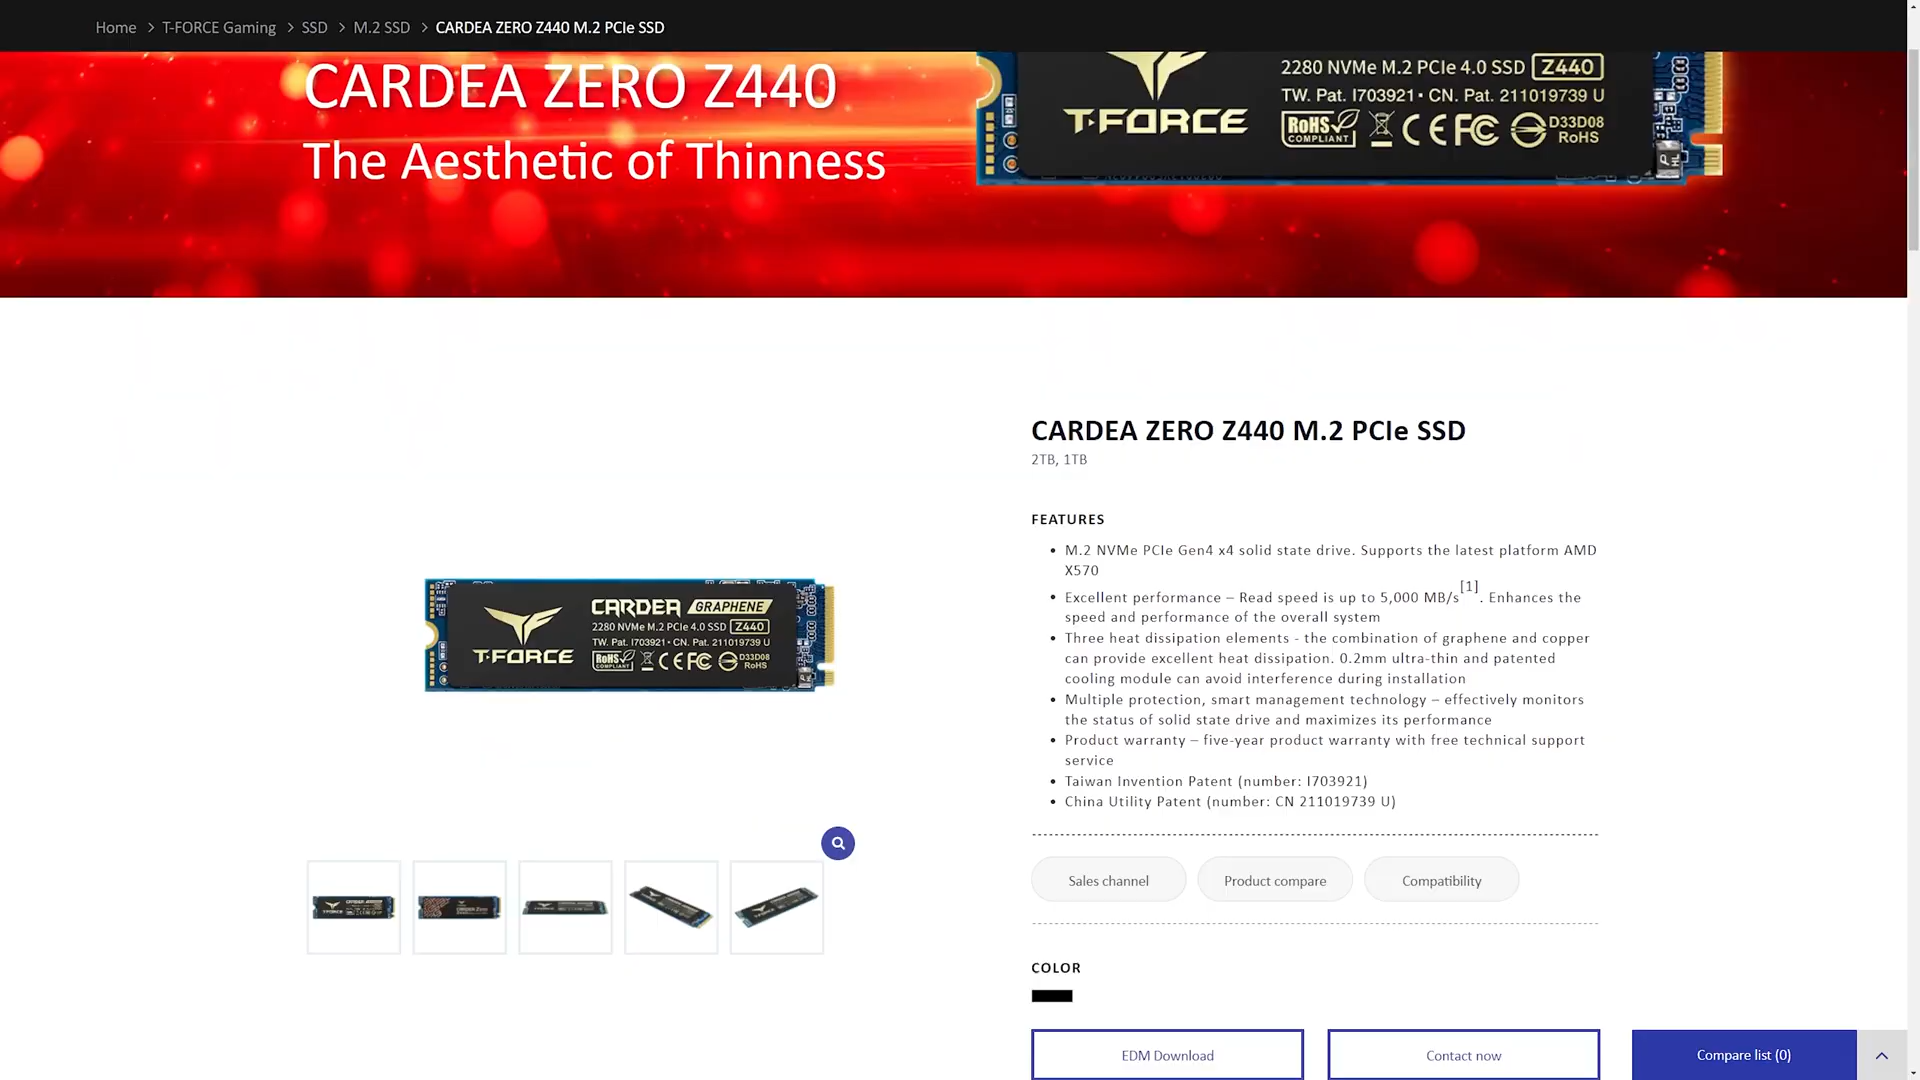 Home > T-FORCE Gaming > SSD > M.2 SSD > CARDEA ZERO Z440 M.2 PCIe SSD
CARDEA ZERO Z440
The Aesthetic of Thinness
2280 NVMe M.2 PCIe 4.0 SSD Z440
TW. Pat. I703921 • CN. Pat. 211019739 U
T-FORCE
RoHS COMPLIANT CE FC D33D08 RoHS
CARDEA ZERO Z440 M.2 PCIe SSD
2TB, 1TB
FEATURES
• M.2 NVMe PCIe Gen4 x4 solid state drive. Supports the latest platform AMD
X570
• Excellent performance – Read speed is up to 5,000 MB/s[1]. Enhances the
speed and performance of the overall system
• Three heat dissipation elements - the combination of graphene and copper
can provide excellent heat dissipation. 0.2mm ultra-thin and patented
cooling module can avoid interference during installation
• Multiple protection, smart management technology – effectively monitors
the status of solid state drive and maximizes its performance
• Product warranty – five-year product warranty with free technical support
service
• Taiwan Invention Patent (number: I703921)
• China Utility Patent (number: CN 211019739 U)
CARDEA GRAPHENE
2280 NVMe M.2 PCIe 4.0 SSD Z440
TW. Pat. I703921 • CN. Pat. 211019739 U
T-FORCE
RoHS COMPLIANT CE FC D33D08 RoHS
Sales channel
Product compare
Compatibility
COLOR
EDM Download
Contact now
Compare list (0)